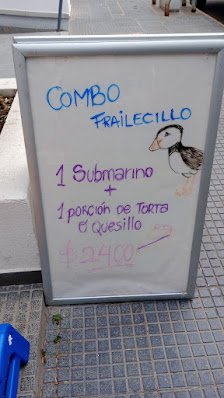 COMBO
FRAILECILLO
1 SUBMARINO
+
1 PORCIÓN DE TORTA
O QUESILLO
$2400